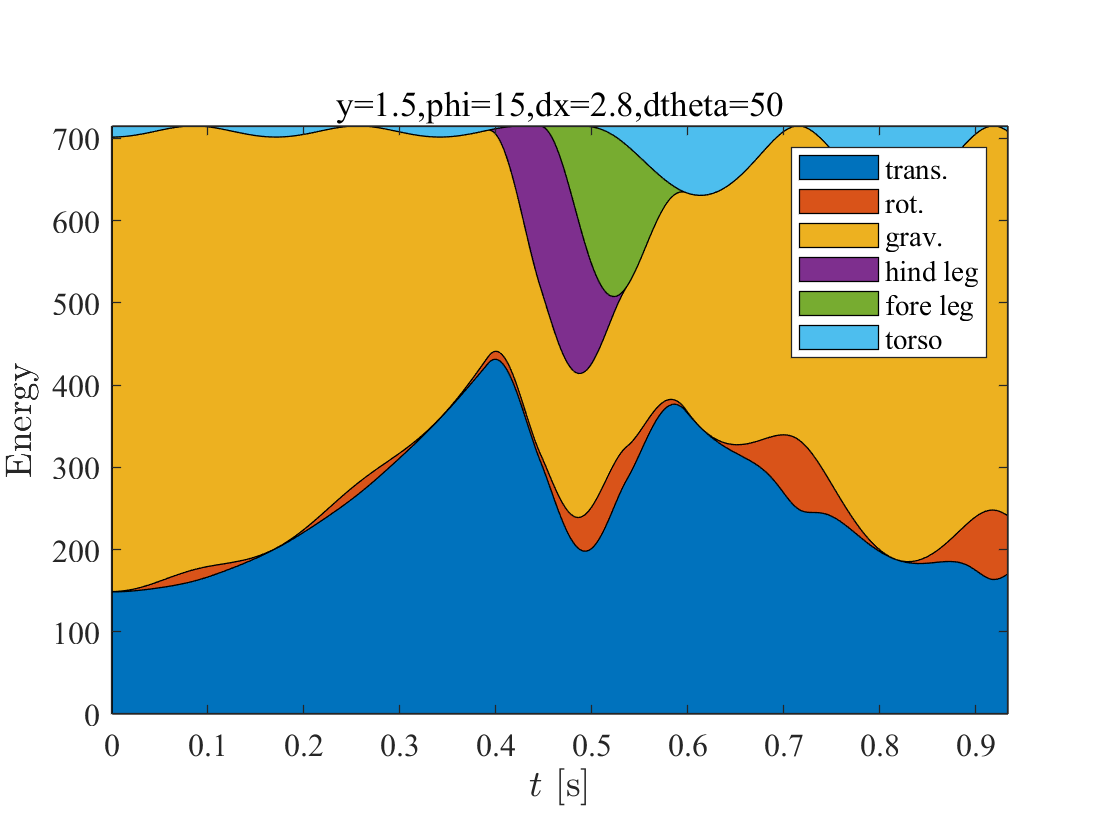 y=1.5,phi=15,dx=2.8,dtheta=50
700
600
500
400
300
200
100
0
Energy
trans.
rot.
grav.
hind leg
fore leg
torso
0 0.1 0.2 0.3 0.4 0.5 0.6 0.7 0.8 0.9
t [s]